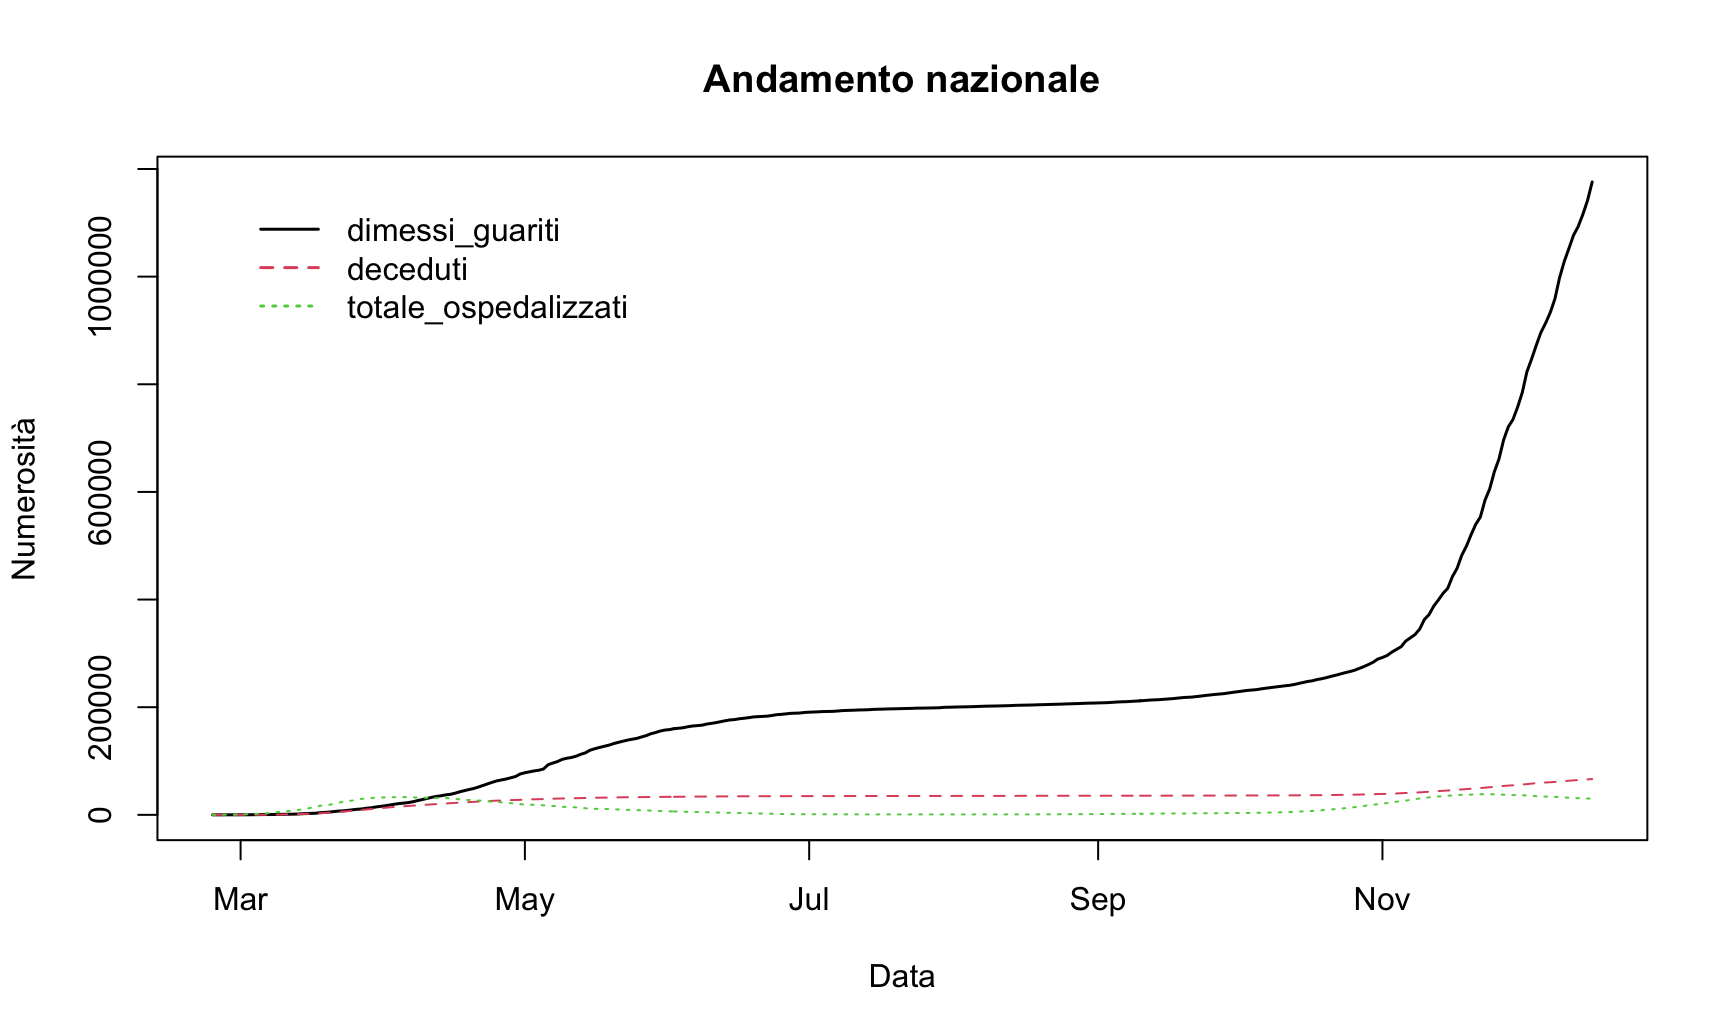 Andamento nazionale
dimessi_guariti
deceduti
totale_ospedalizzati
Numerosità
1000000
600000
200000
0
Mar May Jul Sep Nov
Data